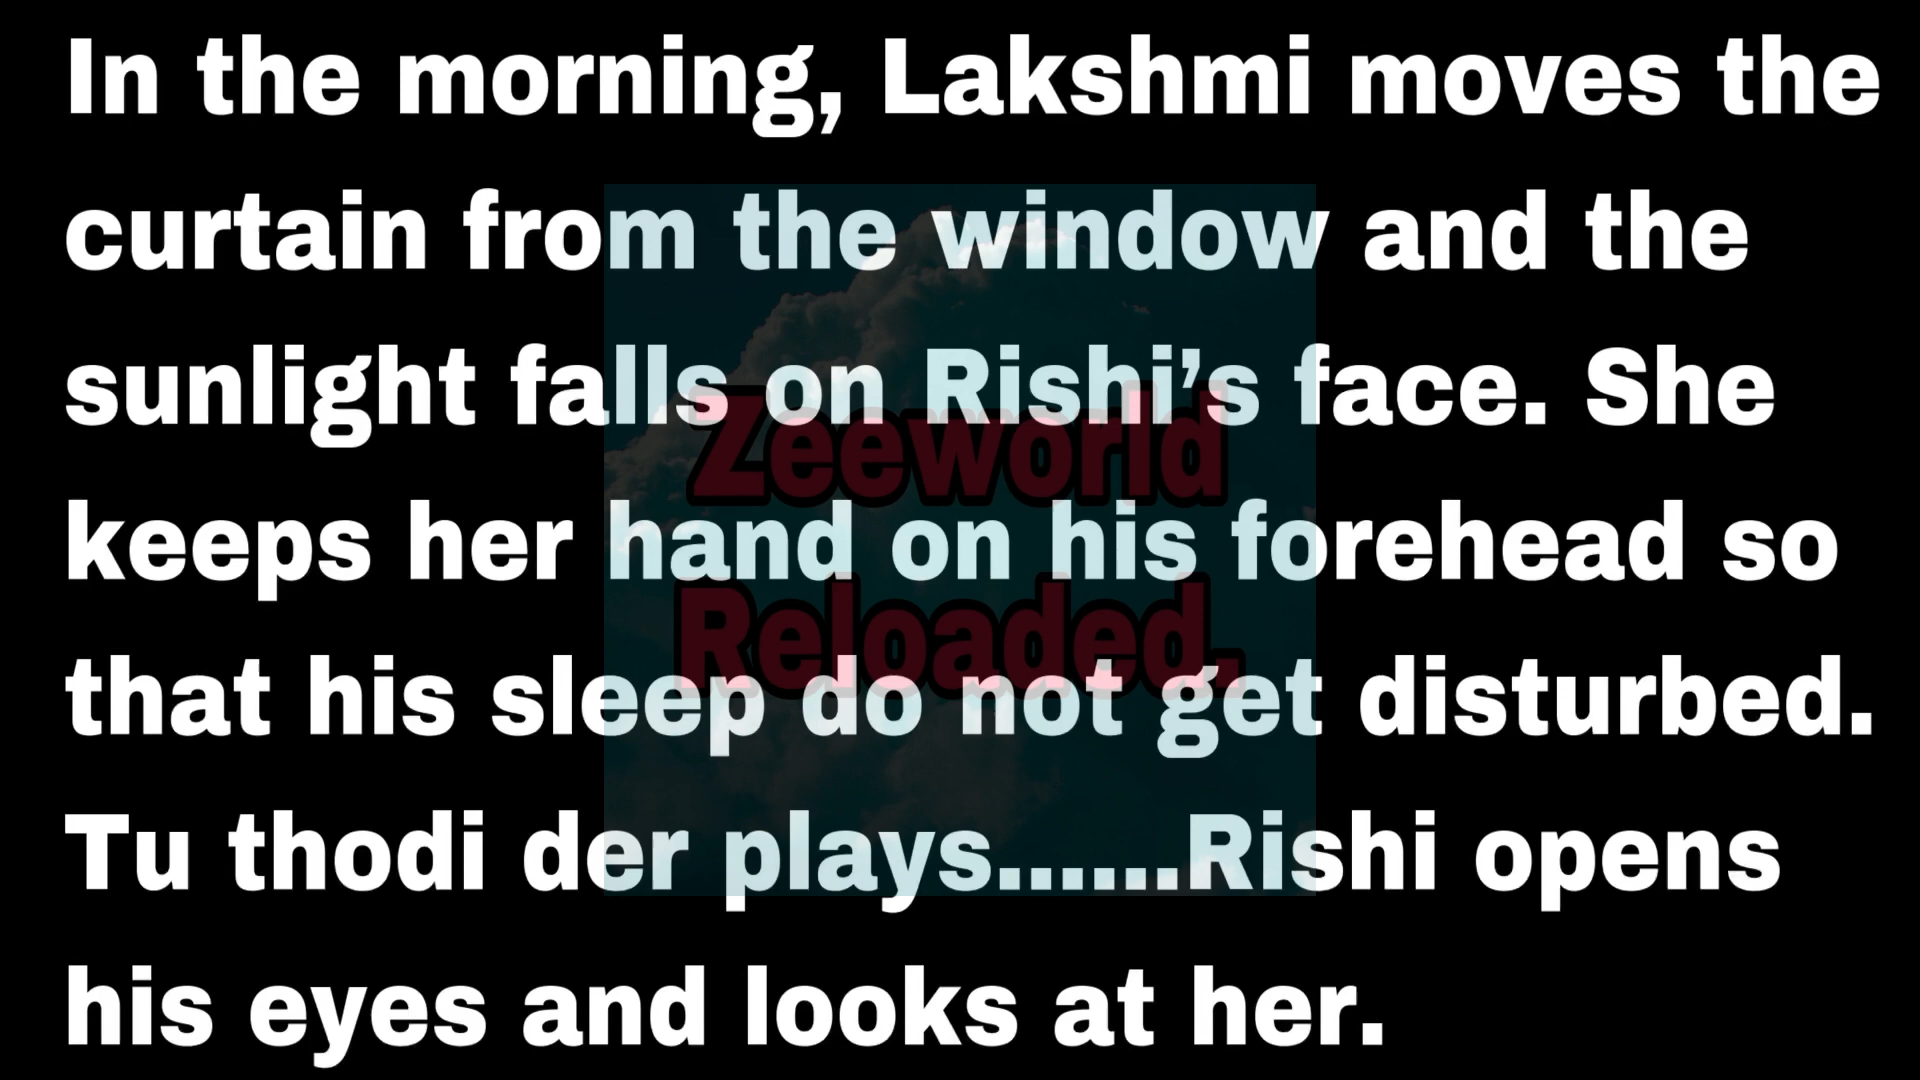 In the morning, Lakshmi moves the
curtain from the window and the
sunlight falls on Rishi’s face. She
keeps her hand on his forehead so
that his sleep do not get disturbed.
Tu thodi der plays......Rishi opens
his eyes and looks at her.
Zeeworld
Reloaded.